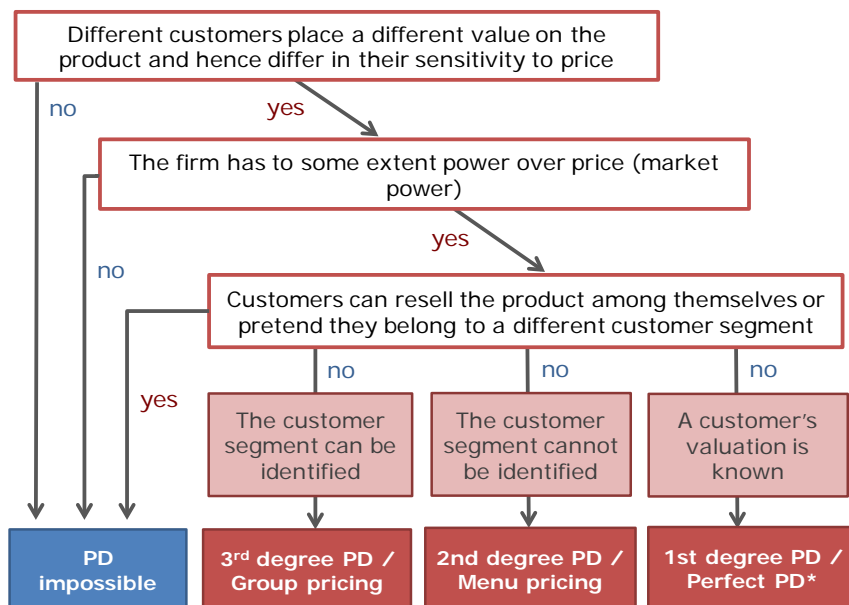 Different customers place a different value on the
product and hence differ in their sensitivity to price
no
yes
The firm has to some extent power over price (market
power)
no
yes
Customers can resell the product among themselves or
pretend they belong to a different customer segment
yes
no
no
no
The customer
segment can be
identified
The customer
segment cannot
be identified
A customer's
valuation is
known
PD
impossible
3rd degree PD /
Group pricing
2nd degree PD /
Menu pricing
1st degree PD /
Perfect PD*